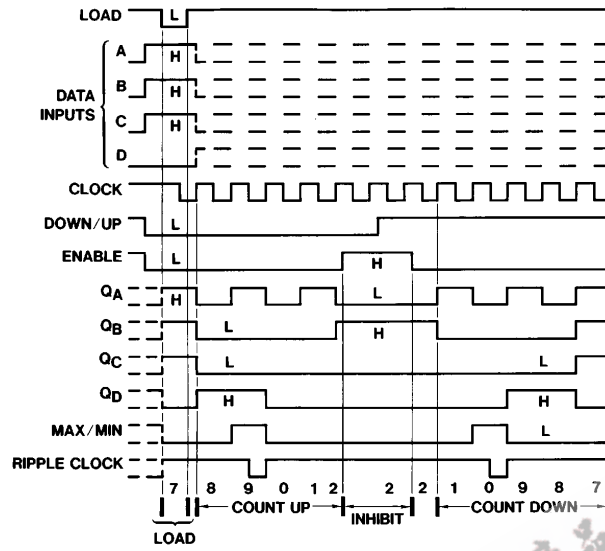 LOAD L
A H
B H
DATA
INPUTS
C H
D
CLOCK
DOWN/UP L
ENABLE L H
QA H L
QB L H
QC L L
QD H H
MAX/MIN L
RIPPLE CLOCK
7 8 9 0 1 2 2 2 1 0 9 8 7
COUNT UP INHIBIT COUNT DOWN
LOAD